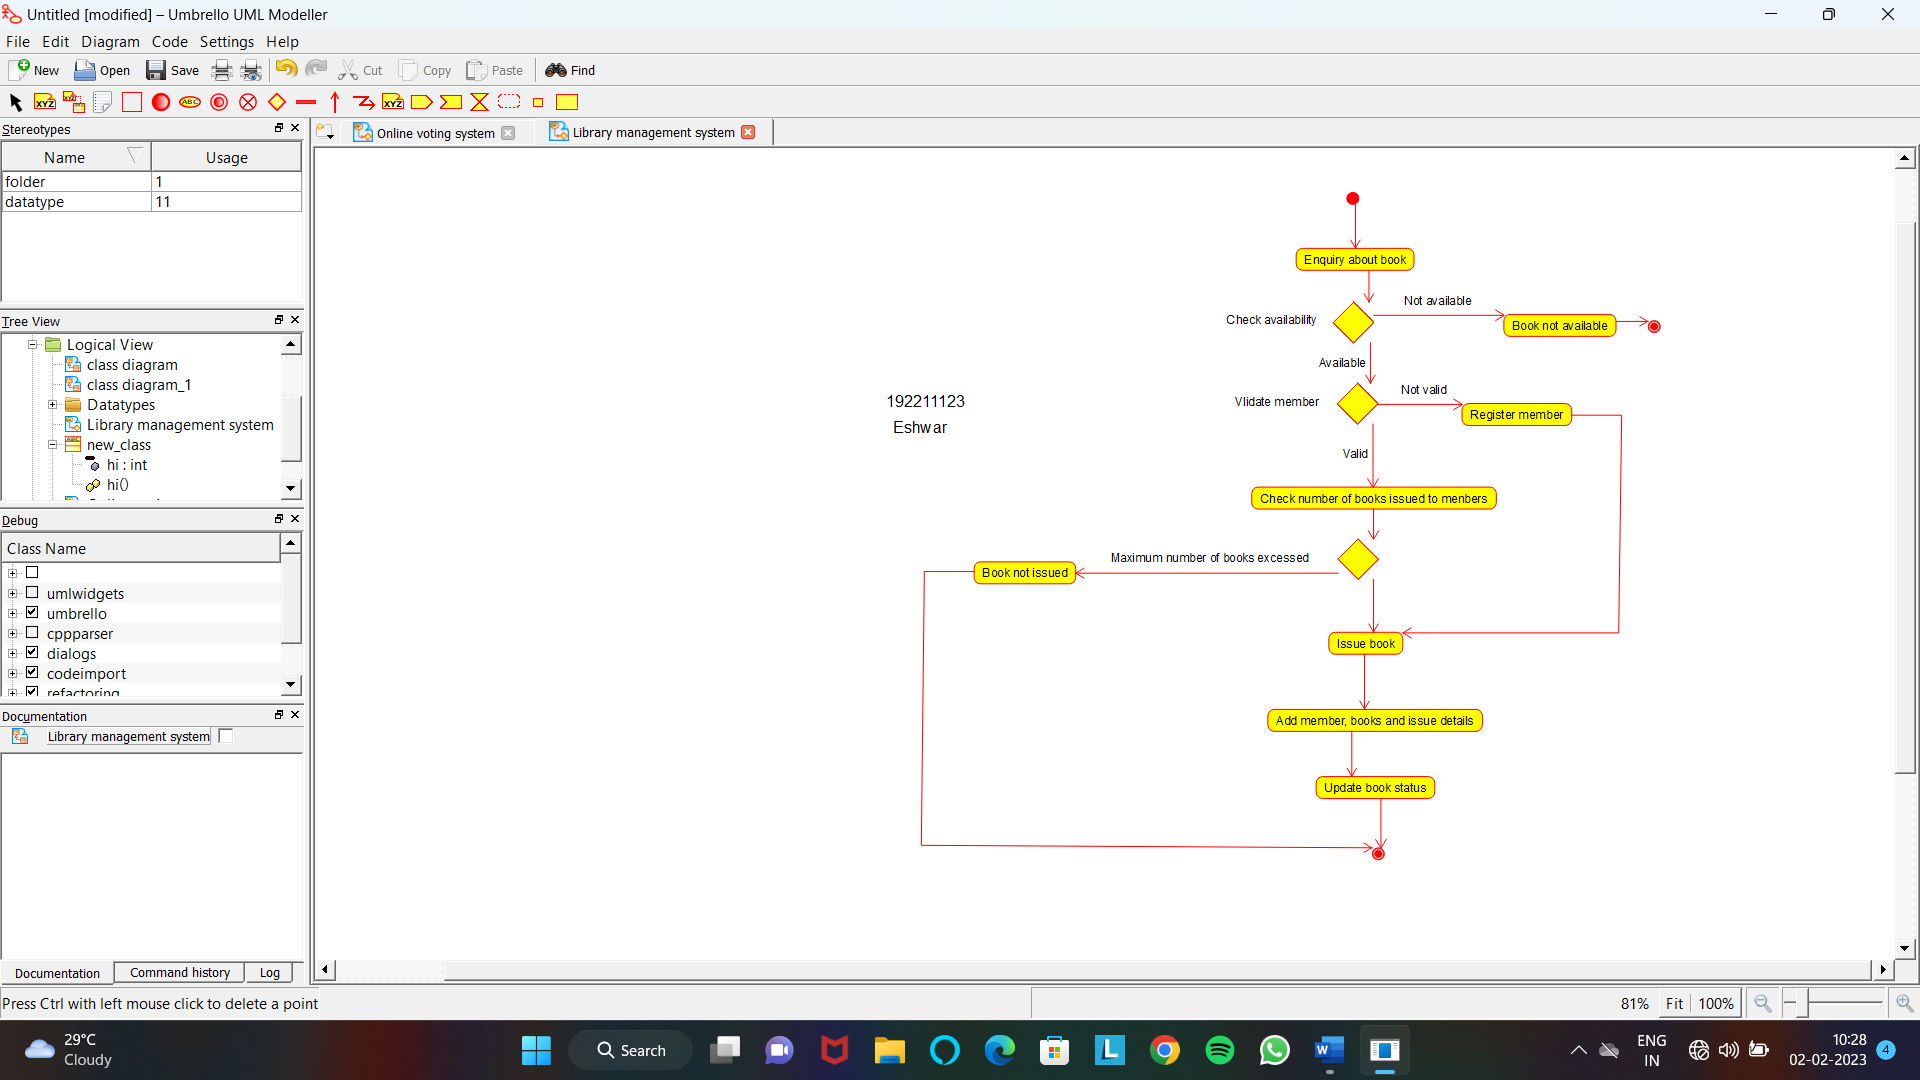 Untitled [modified] – Umbrello UML Modeller
File Edit Diagram Code Settings Help
New Open Save Cut Copy Paste Find
XYZ XYZ ABC XYZ
Stereotypes
Name Usage
folder 1
datatype 11
Tree View
Logical View
class diagram
class diagram_1
Datatypes
Library management system
new_class
hi : int
hi()
Debug
Class Name
umlwidgets
umbrello
cppparser
dialogs
codeimport
refactoring
Documentation
Library management system
Documentation Command history Log
Press Ctrl with left mouse click to delete a point
Online voting system Library management system
Enquiry about book
Not available
Check availability
Book not available
Available
Not valid
Vlidate member
Register member
192211123
Eshwar
Valid
Check number of books issued to menbers
Maximum number of books excessed
Book not issued
Issue book
Add member, books and issue details
Update book status
81% Fit 100%
29°C
Cloudy
Search
ENG
IN
10:28
02-02-2023
4